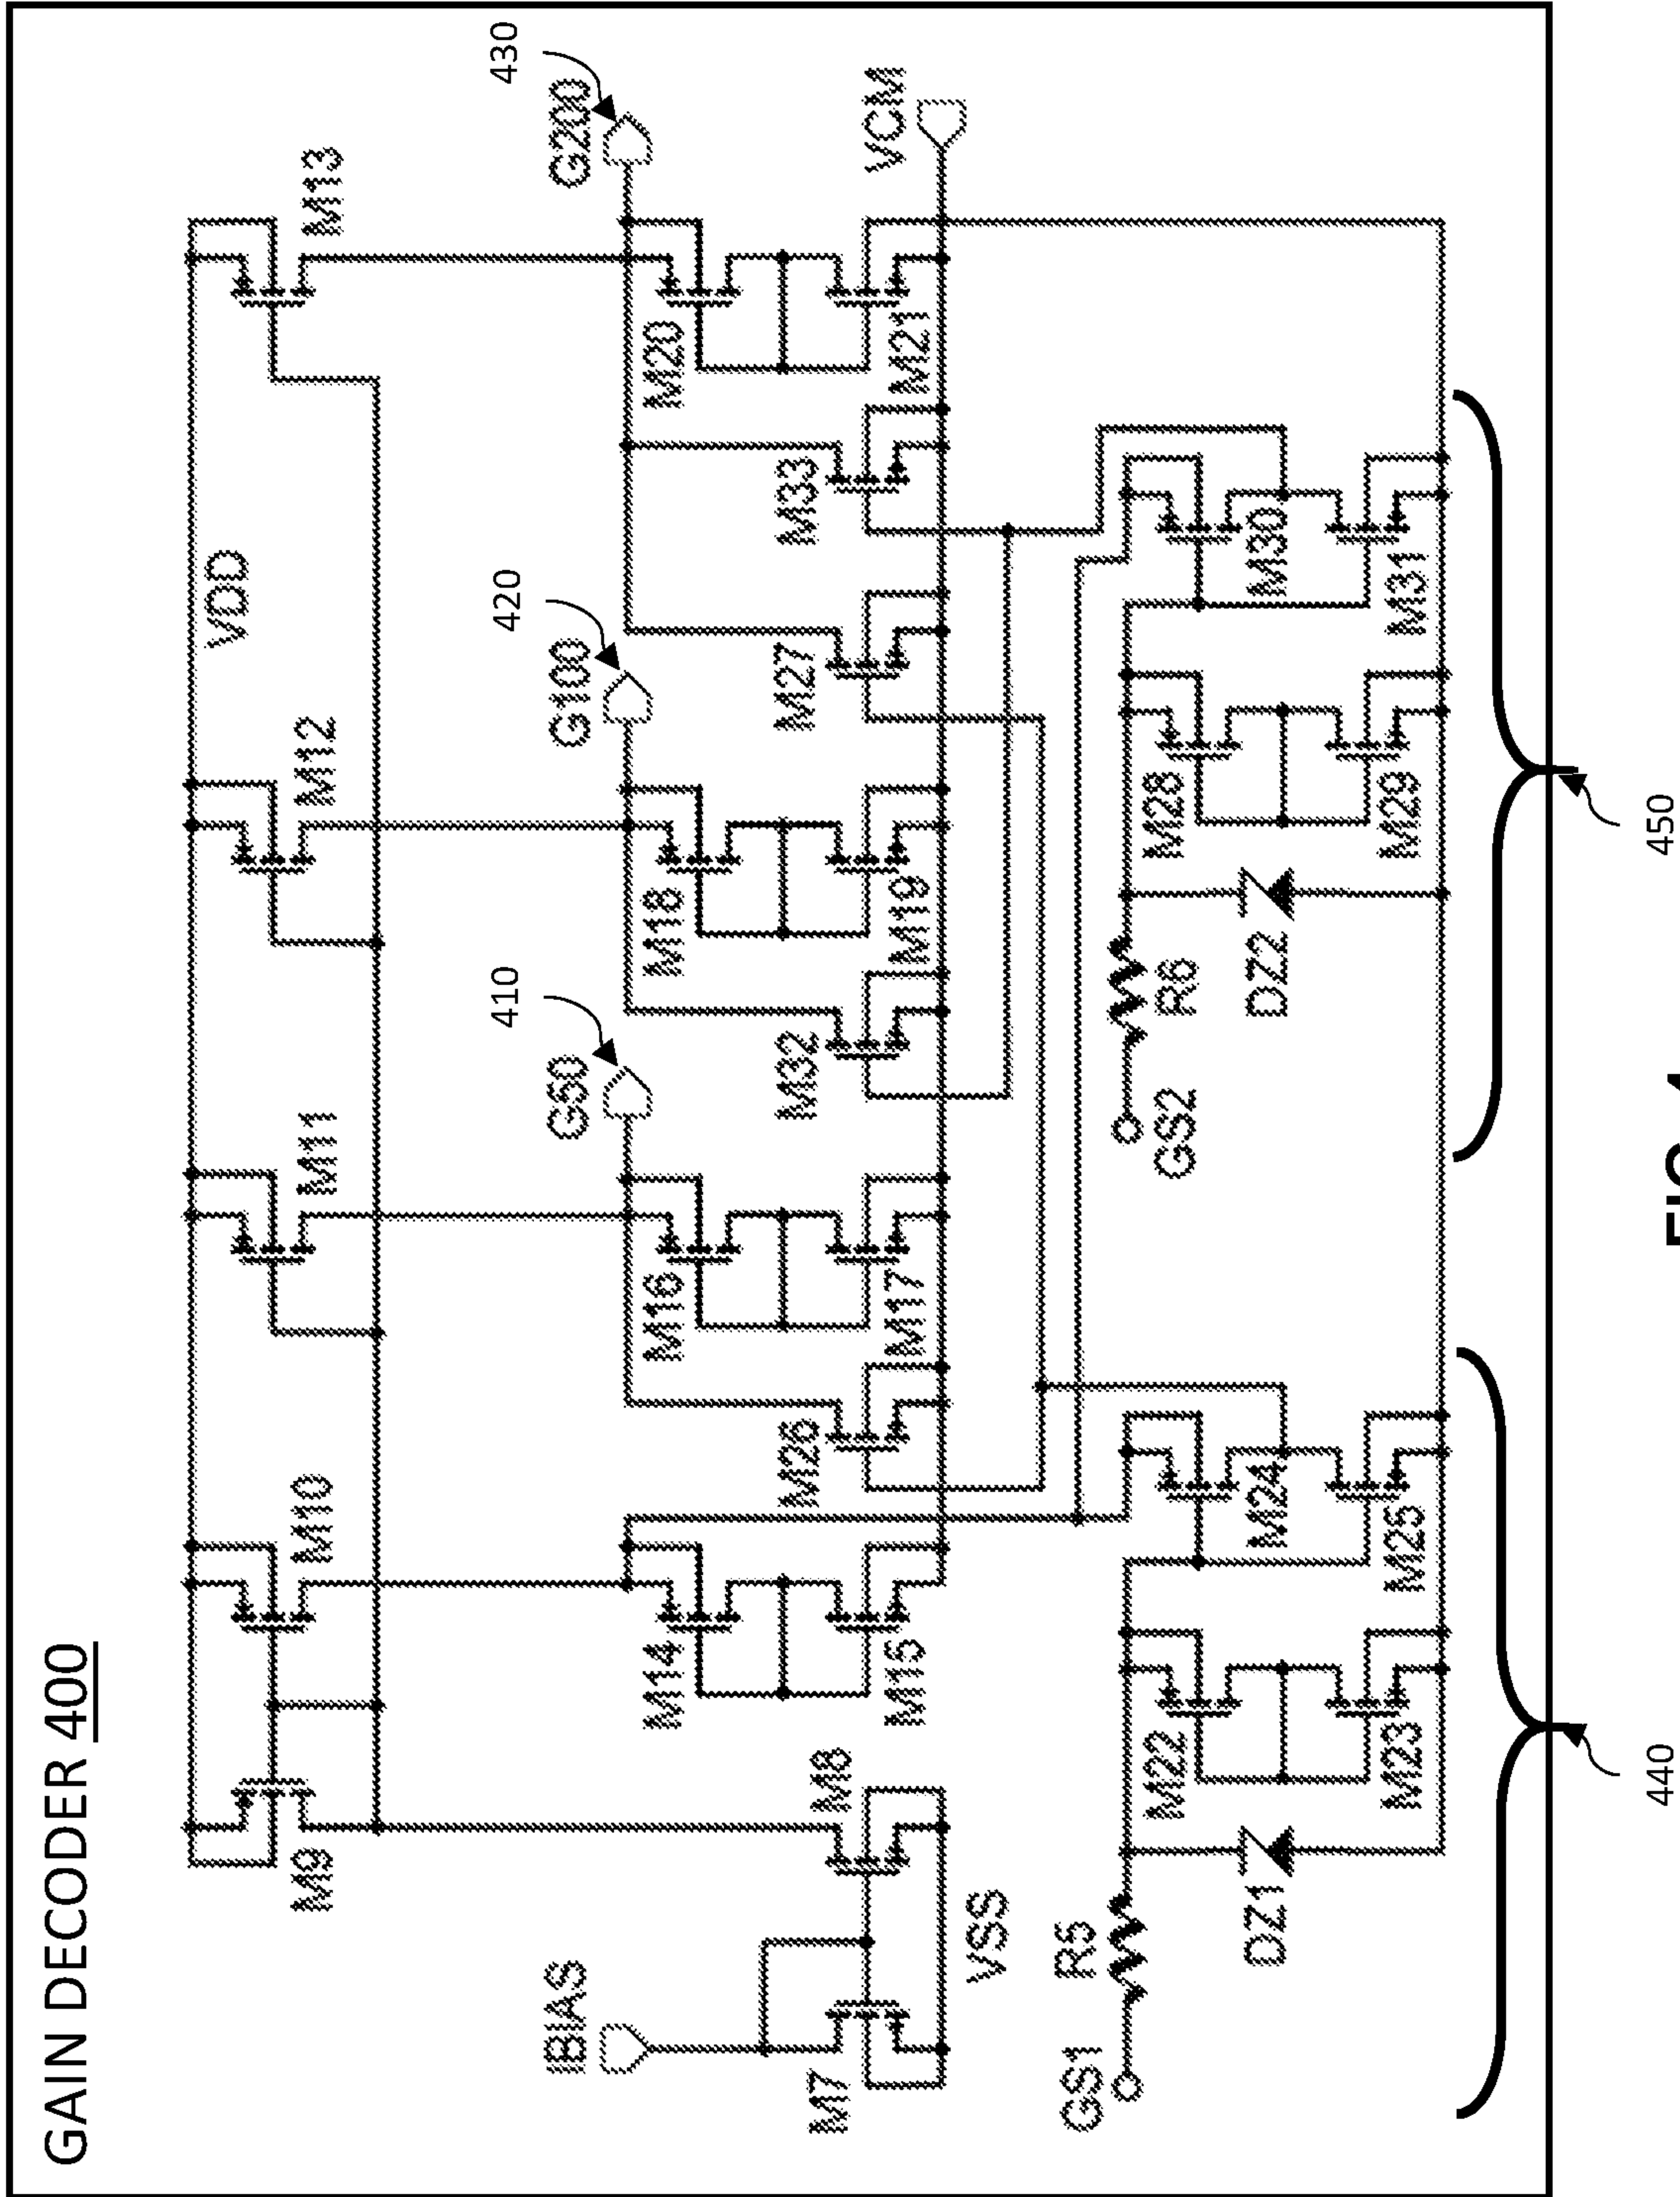 GAIN DECODER 400
VDD
M9
M10
M11
M12
M13
IBIAS
G50
410
G100
420
G200
430
M14
M16
M18
M20
M7
M8
M15
M26
M17
M32
M19
M27
M33
M21
VCM
VSS
GS1
R5
M22
M24
GS2
R6
M28
M30
DZ1
M23
M25
DZ2
M29
M31
440
450